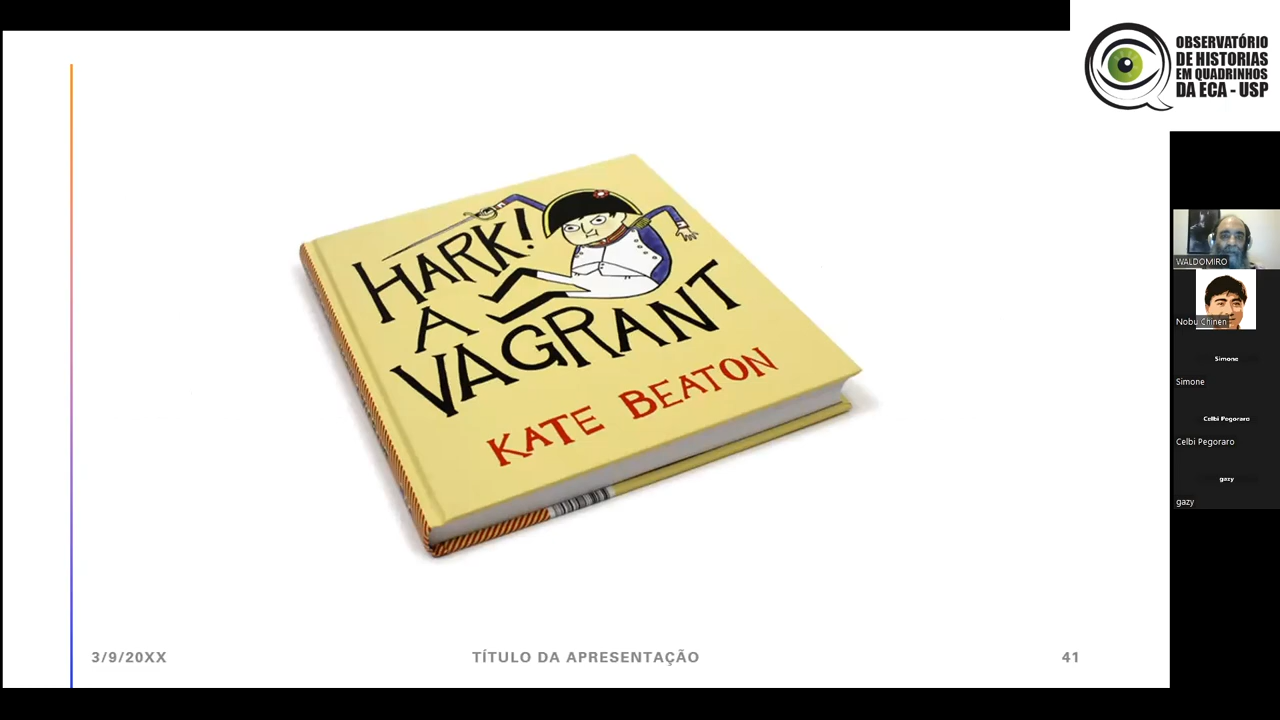 OBSERVATÓRIO
DE HISTORIAS
EM QUADRINHOS
DA ECA - USP
HARK!
A
VAGRANT
KATE BEATON
WALDOMIRO
Nobu Chinen
Simone
Simone
Celbi Pegoraro
Celbi Pegoraro
gazy
gazy
3/9/20XX
TÍTULO DA APRESENTAÇÃO
41